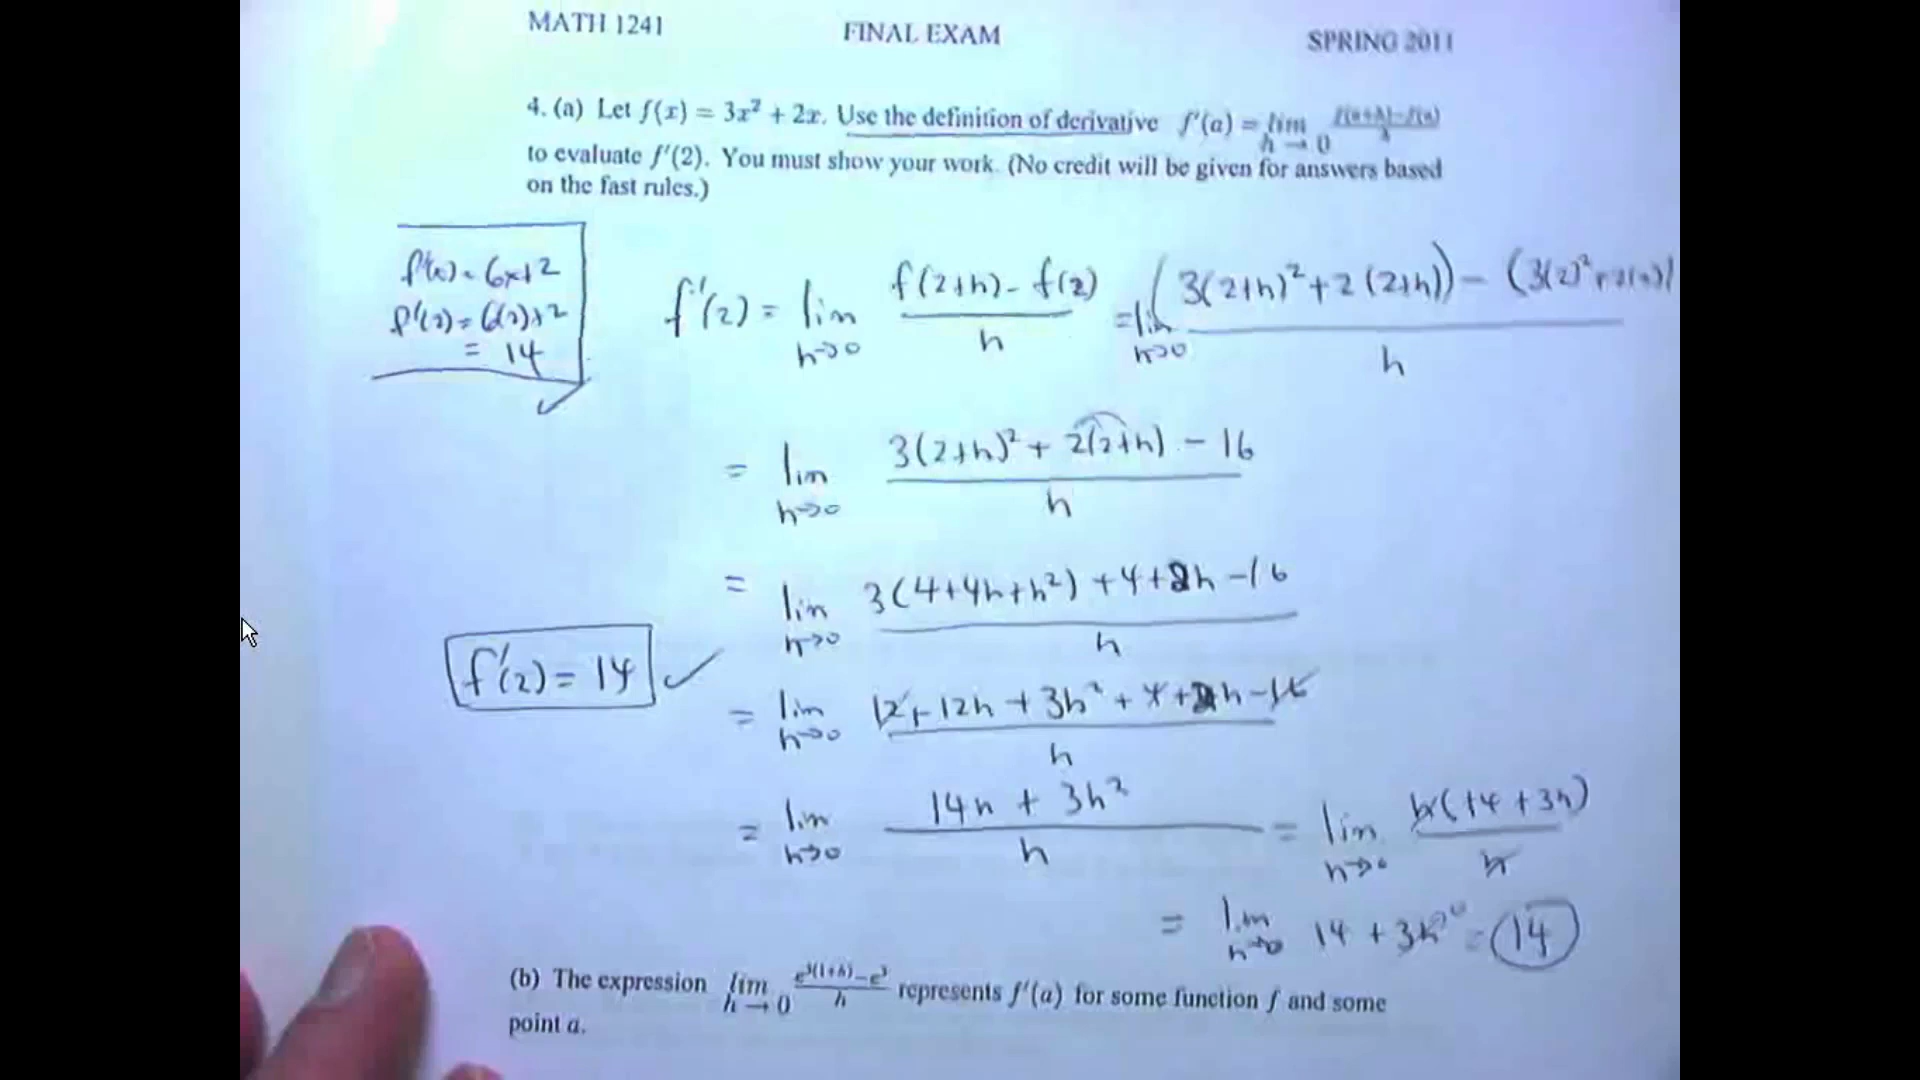 MATH 1241 FINAL EXAM SPRING 2011
4. (a) Let f(x) = 3x² + 2x. Use the definition of derivative f′(a) = lim h → 0 f(a+h)−f(a) / h
to evaluate f′(2). You must show your work. (No credit will be given for answers based
on the fast rules.)
f'(x) = 6x+2
f'(2) = 6(2)+2
= 14
f'(2) = lim h→0 f(2+h) - f(2) / h = lim h→0 (3(2+h)² + 2(2+h)) - (3(2)² + 2(2)) / h
= lim h→0 3(2+h)² + 2(2+h) - 16 / h
= lim h→0 3(4+4h+h²) + 4 + 2h - 16 / h
f'(2) = 14
= lim h→0 12 + 12h + 3h² + 4 + 2h - 16 / h
= lim h→0 14h + 3h² / h = lim h→0 h(14 + 3h) / h
= lim h→0 14 + 3h 0 = 14
(b) The expression lim h → 0 e³⁽¹⁺ʰ⁾−e³ / h represents f′(a) for some function f and some
point a.